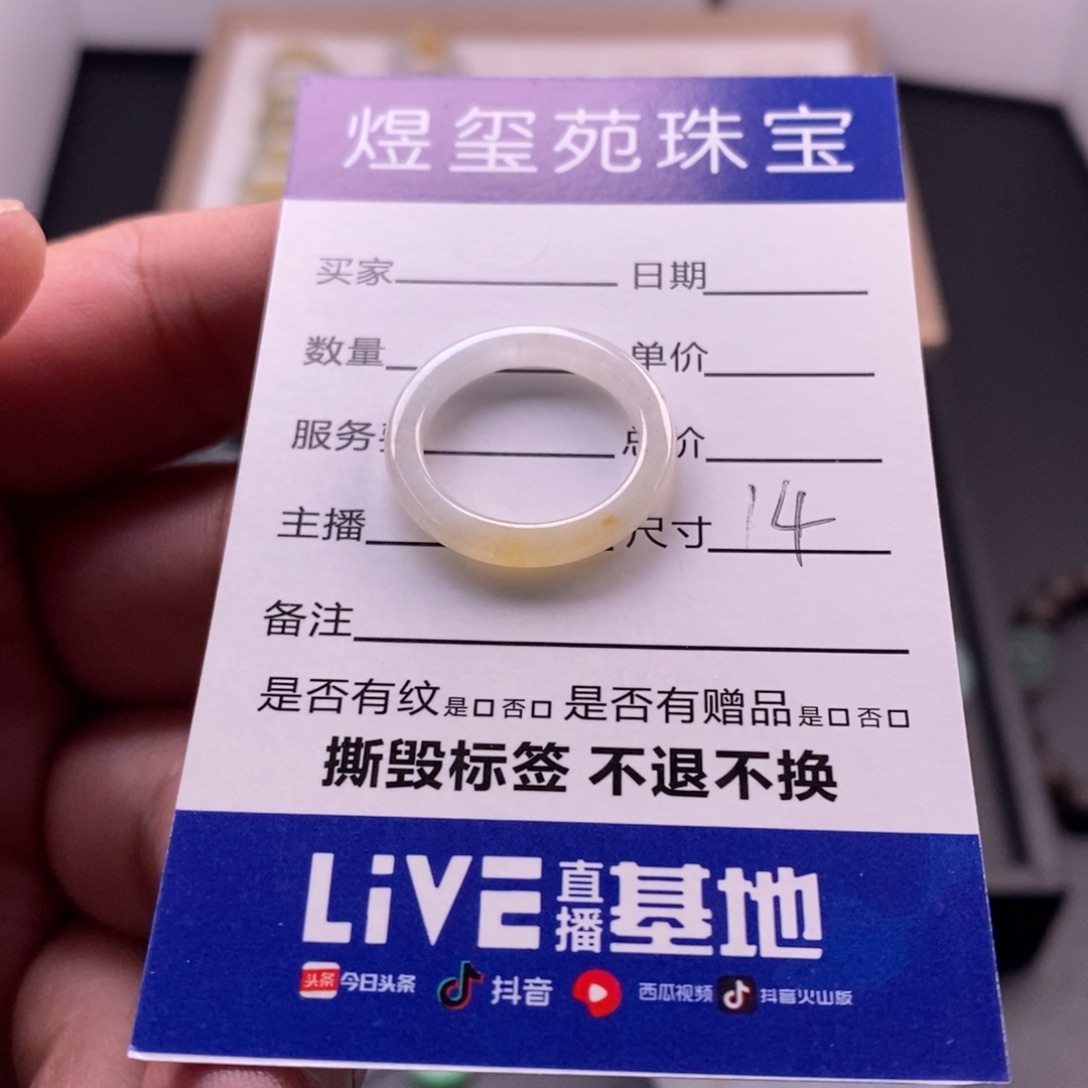 煜玺苑珠宝
买家 日期
数量 单价
服务 价
主播 尺寸 14
备注
是否有纹 是□ 否□ 是否有赠品 是□ 否□
撕毁标签 不退不换
LiVE 直播 基地
头条 今日头条 抖音 西瓜视频 抖音火山版